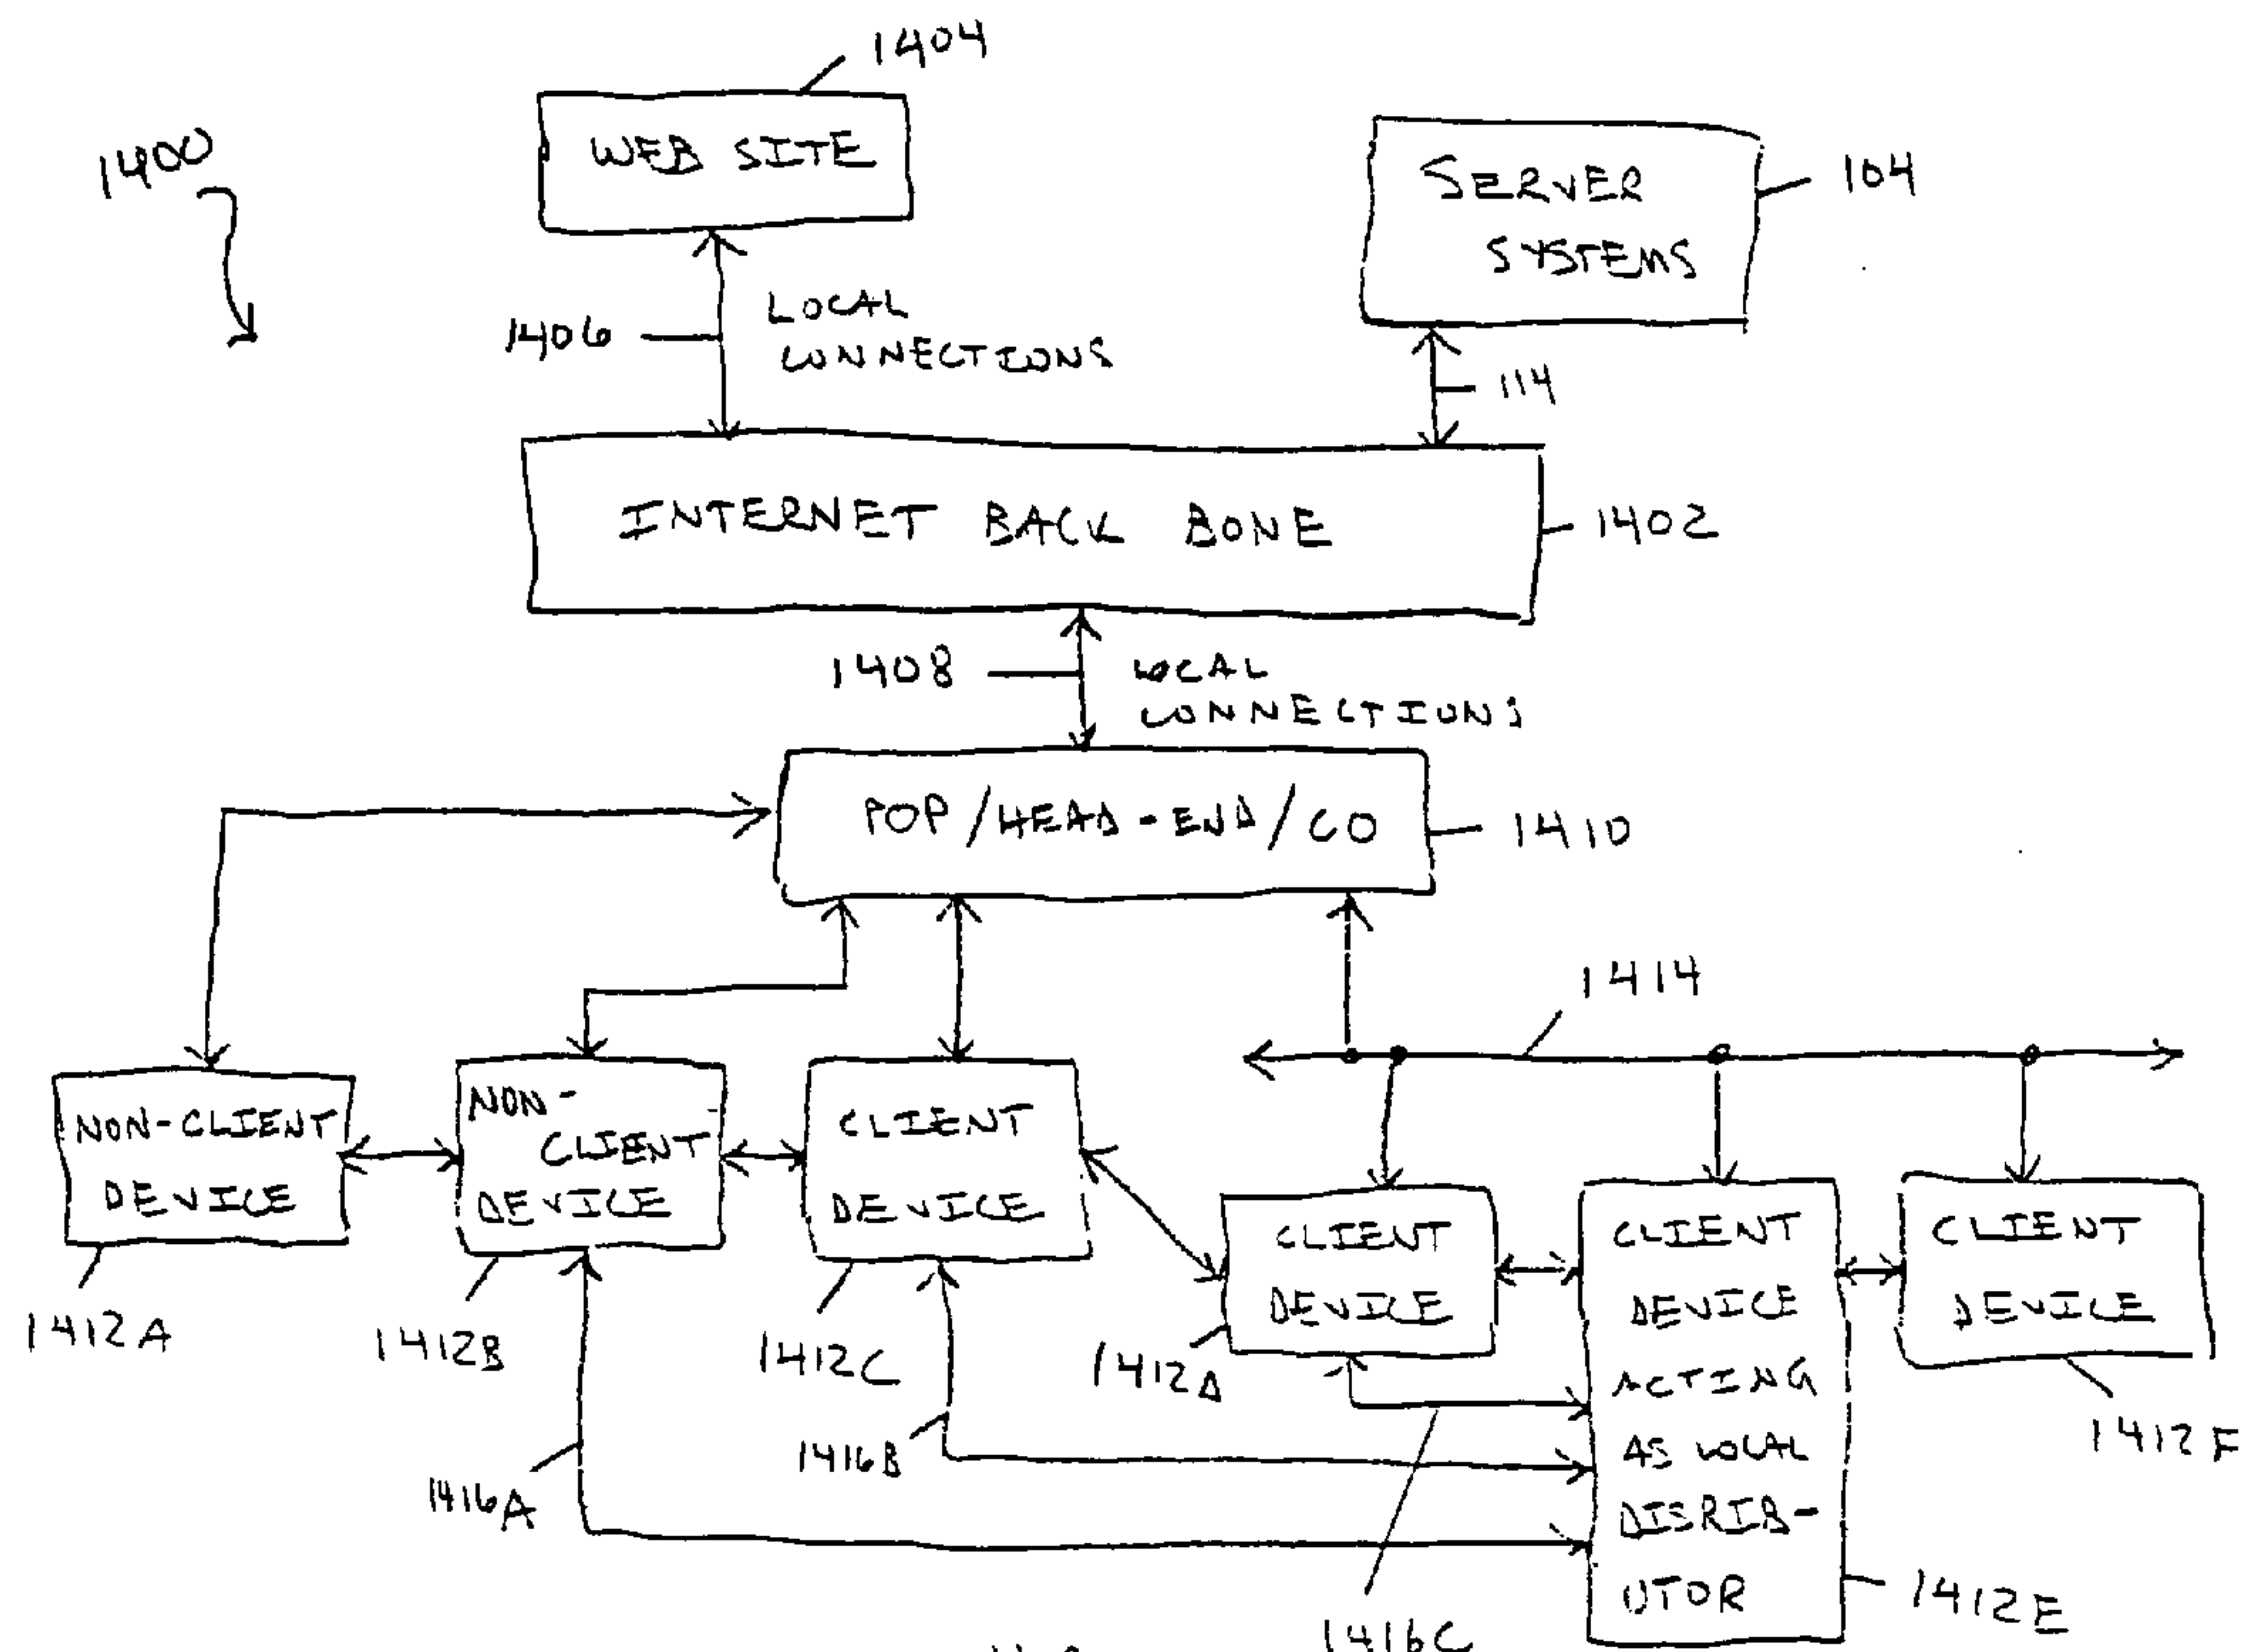 1404
1400
WEB SITE
SERVER
SYSTEMS
104
1406
LOCAL
CONNECTIONS
114
INTERNET BACK BONE
1402
1408
LOCAL
CONNECTIONS
POP/HEAD-END/CO
1410
1414
NON-CLIENT
DEVICE
NON-
CLIENT
DEVICE
CLIENT
DEVICE
CLIENT
DEVICE
CLIENT
DEVICE
ACTING
AS LOCAL
DISRIB-
UTOR
CLIENT
DEVICE
1412A
1412B
1412C
1412D
1412F
1416A
1416B
1416C
1412E